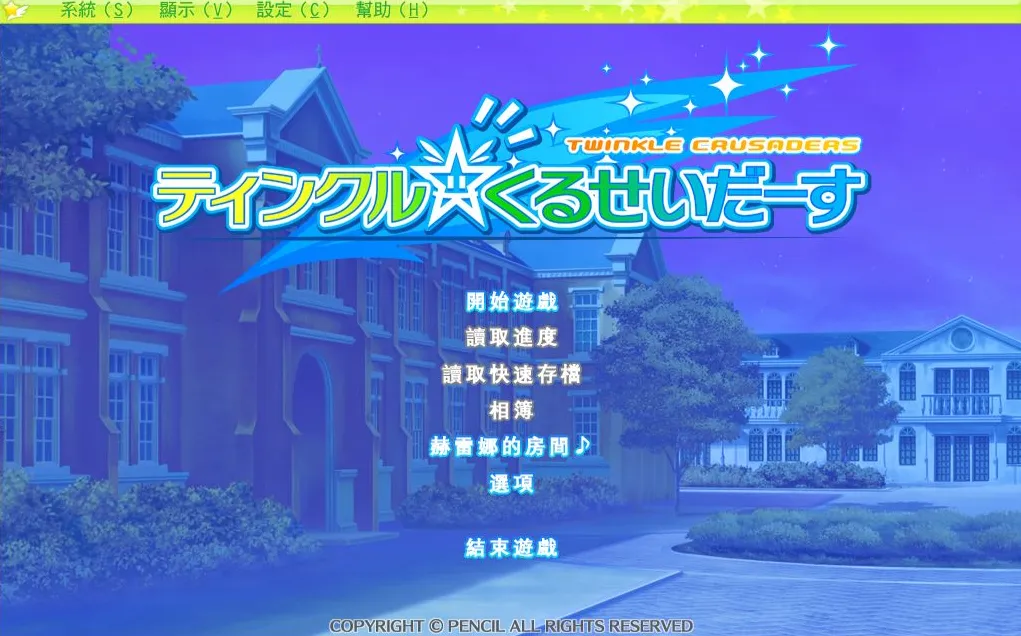 系統(S) 顯示(V) 設定(C) 幫助(H)
TWINKLE CRUSADERS
ティンクル☆くるせいだーす
開始遊戲
讀取進度
讀取快速存檔
相簿
赫雷娜的房間♪
選項
結束遊戲
COPYRIGHT © PENCIL ALL RIGHTS RESERVED